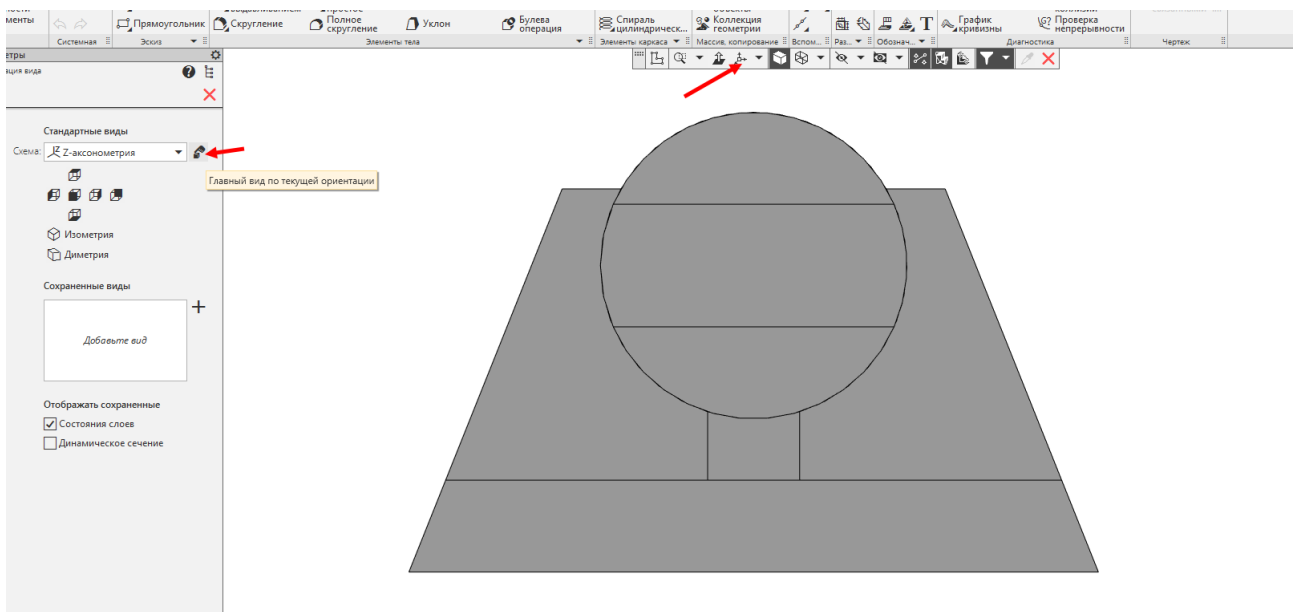 менты
Прямоугольник
Скругление
Полное
скругление
Уклон
Булева
операция
Спираль
цилиндрическ...
Коллекция
геометрии
График
кривизны
Проверка
непрерывности
Системная
Эскиз
Элементы тела
Элементы каркаса
Массив, копирование
Вспом...
Раз...
Обознач...
Диагностика
Чертеж
етры
ация вида
Стандартные виды
Схема: Z-аксонометрия
Главный вид по текущей ориентации
Изометрия
Диметрия
Сохраненные виды
Добавьте вид
Отображать сохраненные
Состояния слоев
Динамическое сечение